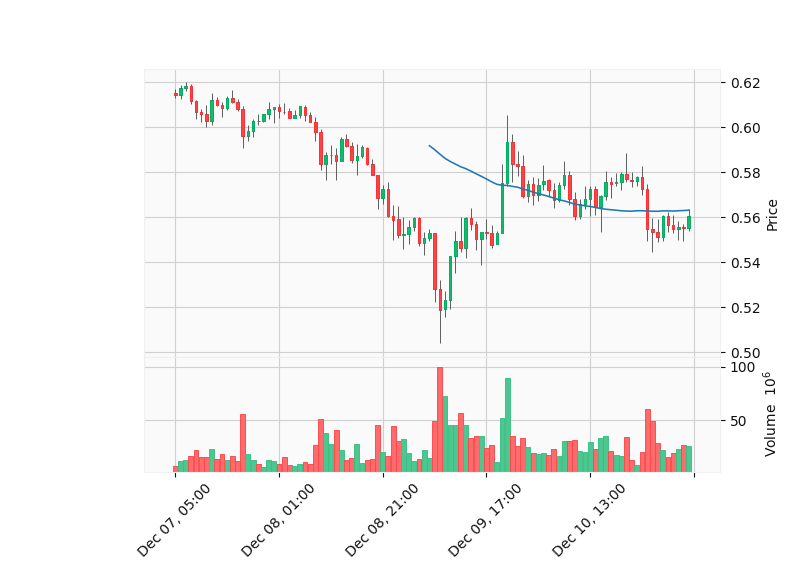 0.62
0.60
0.58
0.56
0.54
0.52
0.50
Price
100
50
Volume 10⁶
Dec 07, 05:00
Dec 08, 01:00
Dec 08, 21:00
Dec 09, 17:00
Dec 10, 13:00